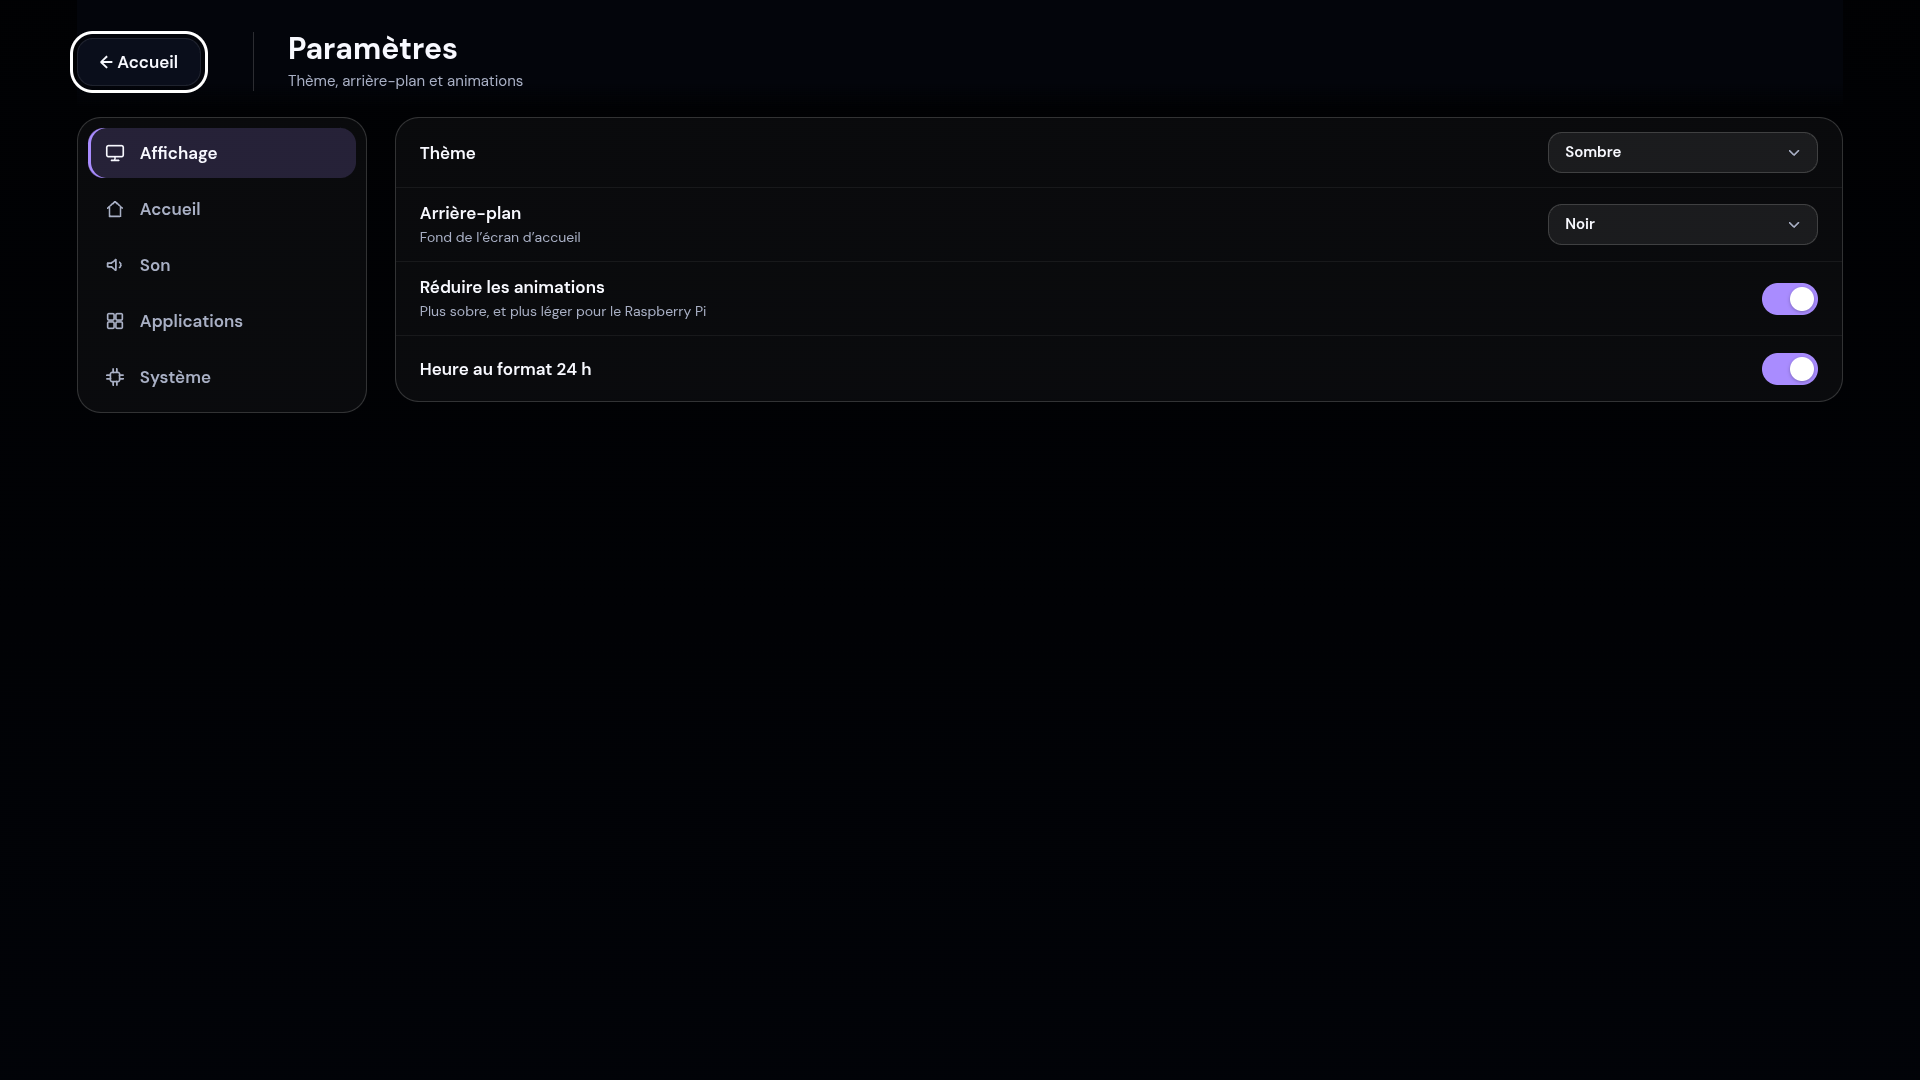 ← Accueil
Paramètres
Thème, arrière-plan et animations
Affichage
Accueil
Son
Applications
Système
Thème
Sombre
Arrière-plan
Fond de l’écran d’accueil
Noir
Réduire les animations
Plus sobre, et plus léger pour le Raspberry Pi
Heure au format 24 h